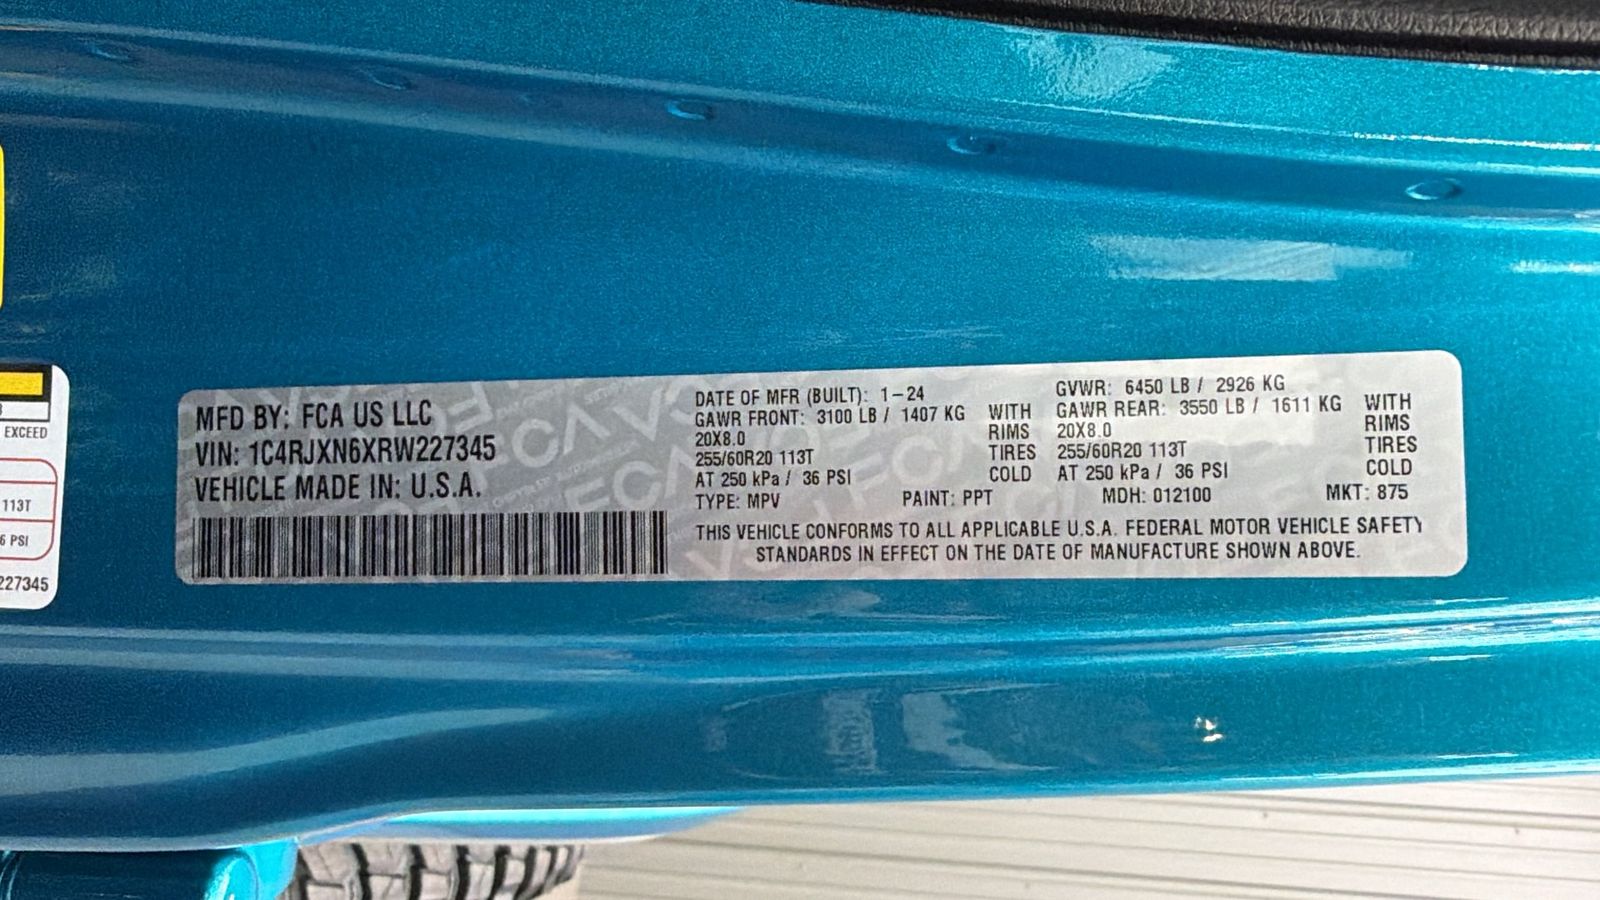 MFD BY: FCA US LLC
VIN: 1C4RJXN6XRW227345
VEHICLE MADE IN: U.S.A.
DATE OF MFR (BUILT): 1-24
GAWR FRONT: 3100 LB / 1407 KG WITH
20X8.0 RIMS
255/60R20 113T TIRES
AT 250 kPa / 36 PSI COLD
GVWR: 6450 LB / 2926 KG
GAWR REAR: 3550 LB / 1611 KG WITH
20X8.0 RIMS
255/60R20 113T TIRES
AT 250 kPa / 36 PSI COLD
TYPE: MPV PAINT: PPT MDH: 012100 MKT: 875
THIS VEHICLE CONFORMS TO ALL APPLICABLE U.S.A. FEDERAL MOTOR VEHICLE SAFETY
STANDARDS IN EFFECT ON THE DATE OF MANUFACTURE SHOWN ABOVE.
EXCEED
113T
6 PSI
227345